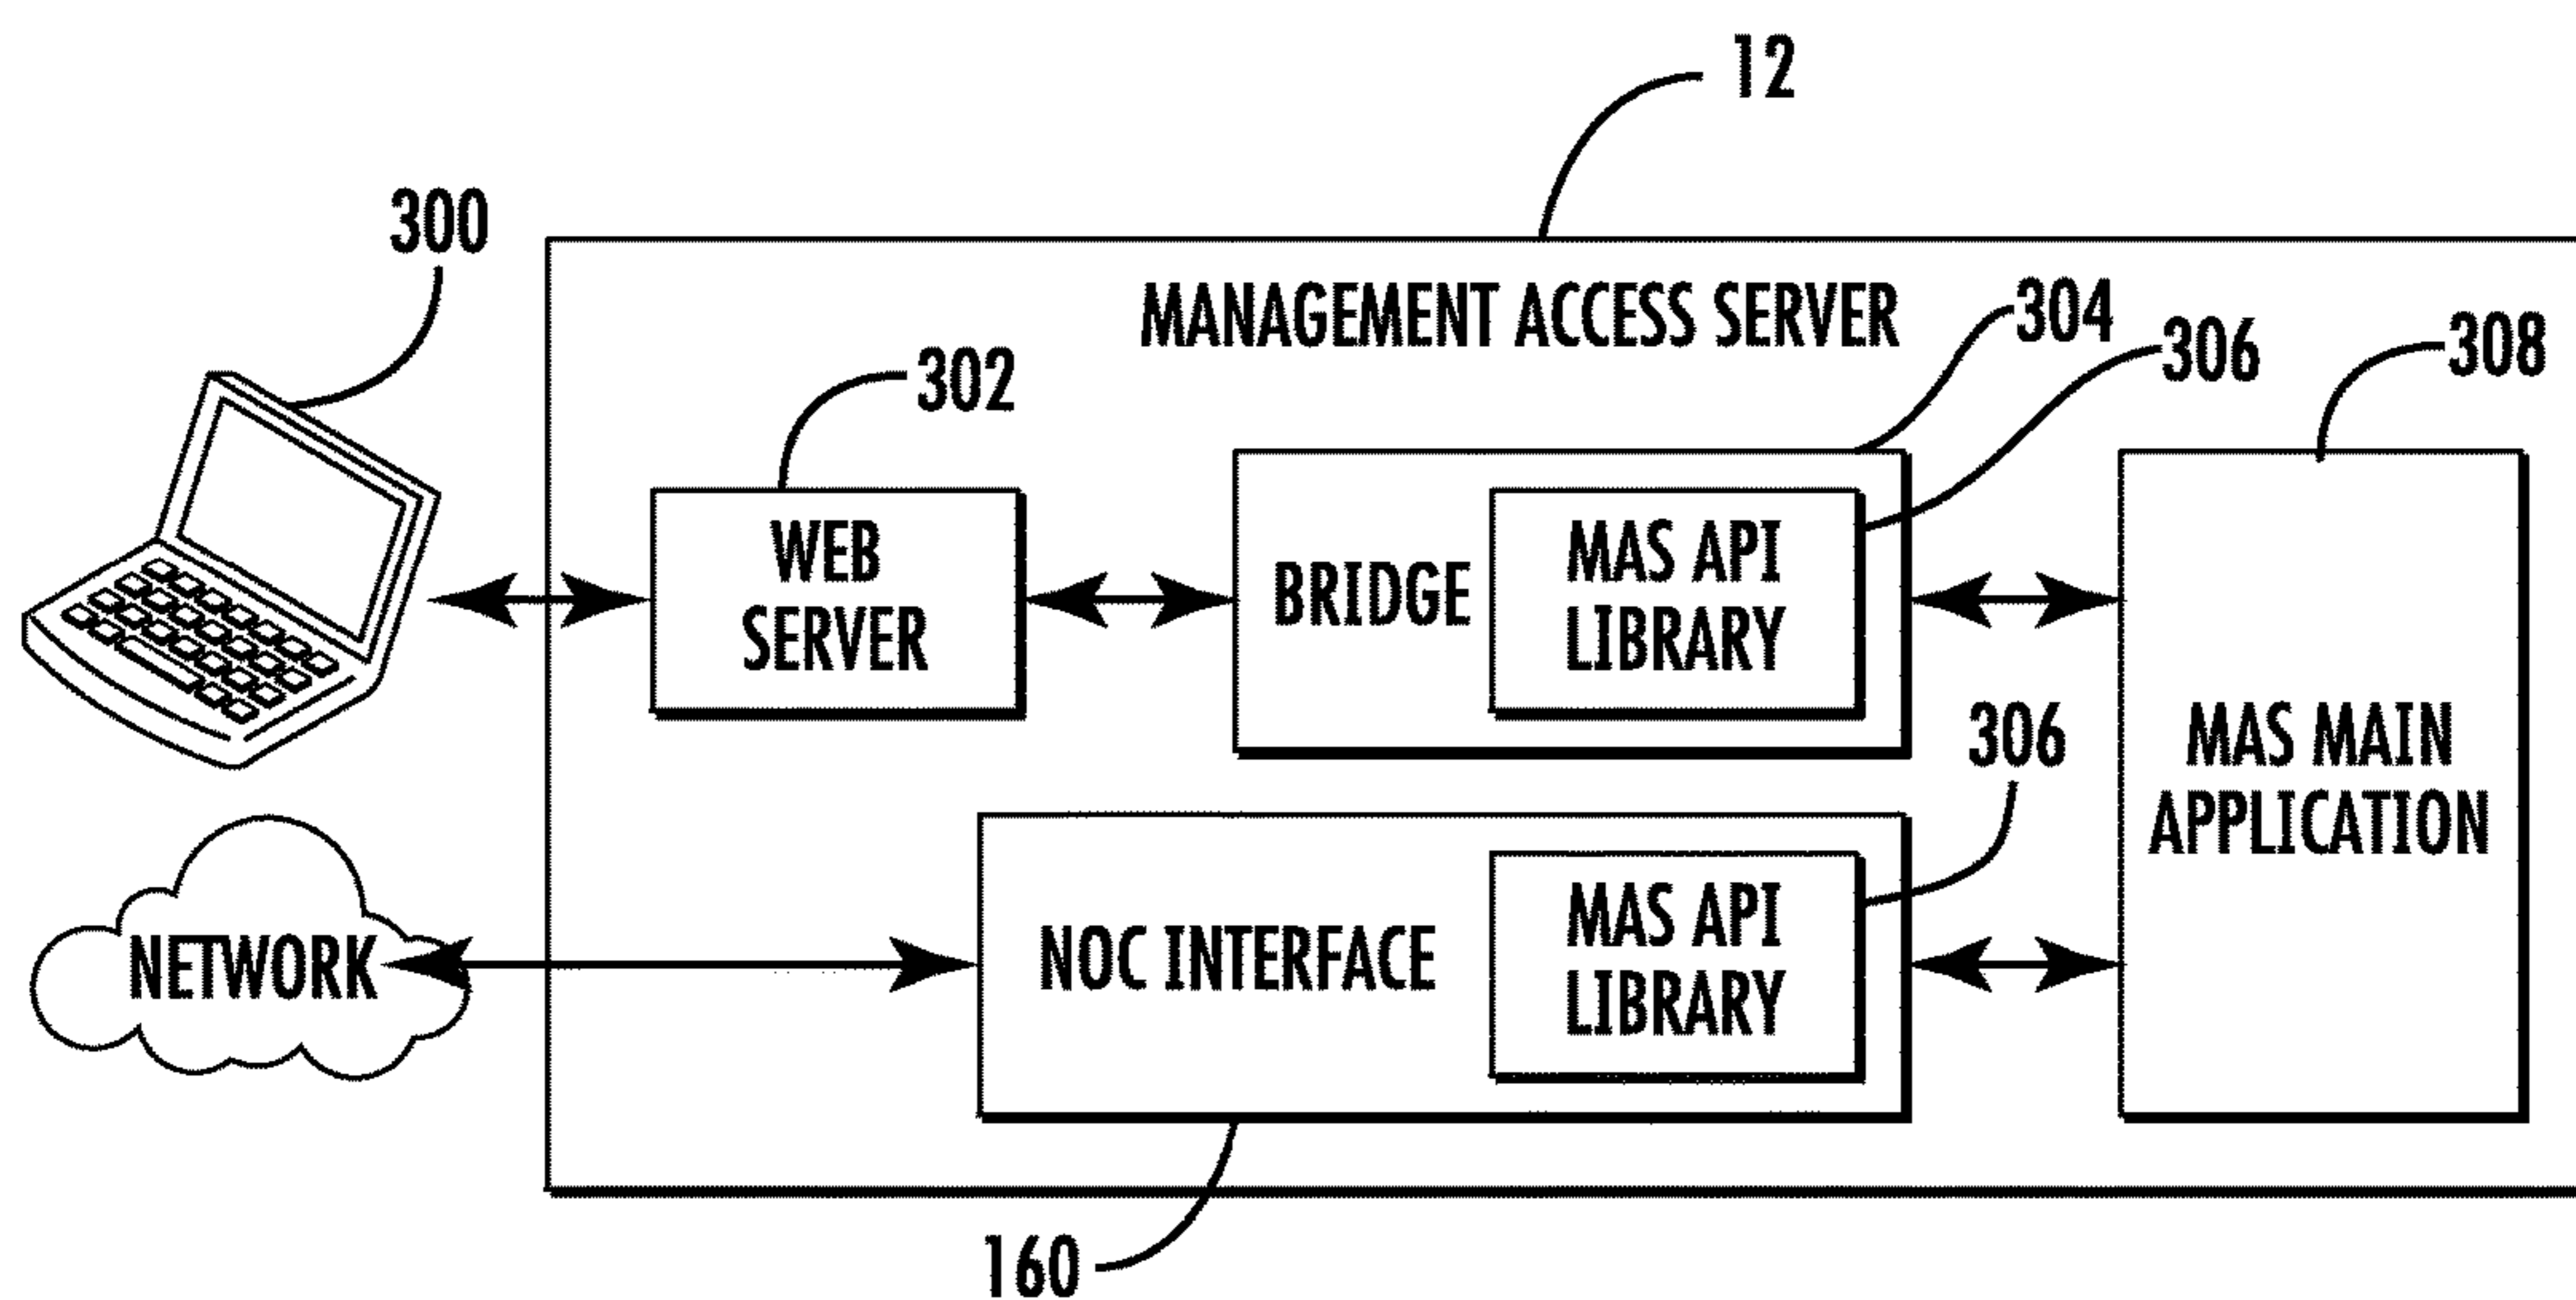 12
300
MANAGEMENT ACCESS SERVER
304
306
308
302
WEB
SERVER
BRIDGE
MAS API
LIBRARY
306
MAS MAIN
APPLICATION
NETWORK
NOC INTERFACE
MAS API
LIBRARY
160